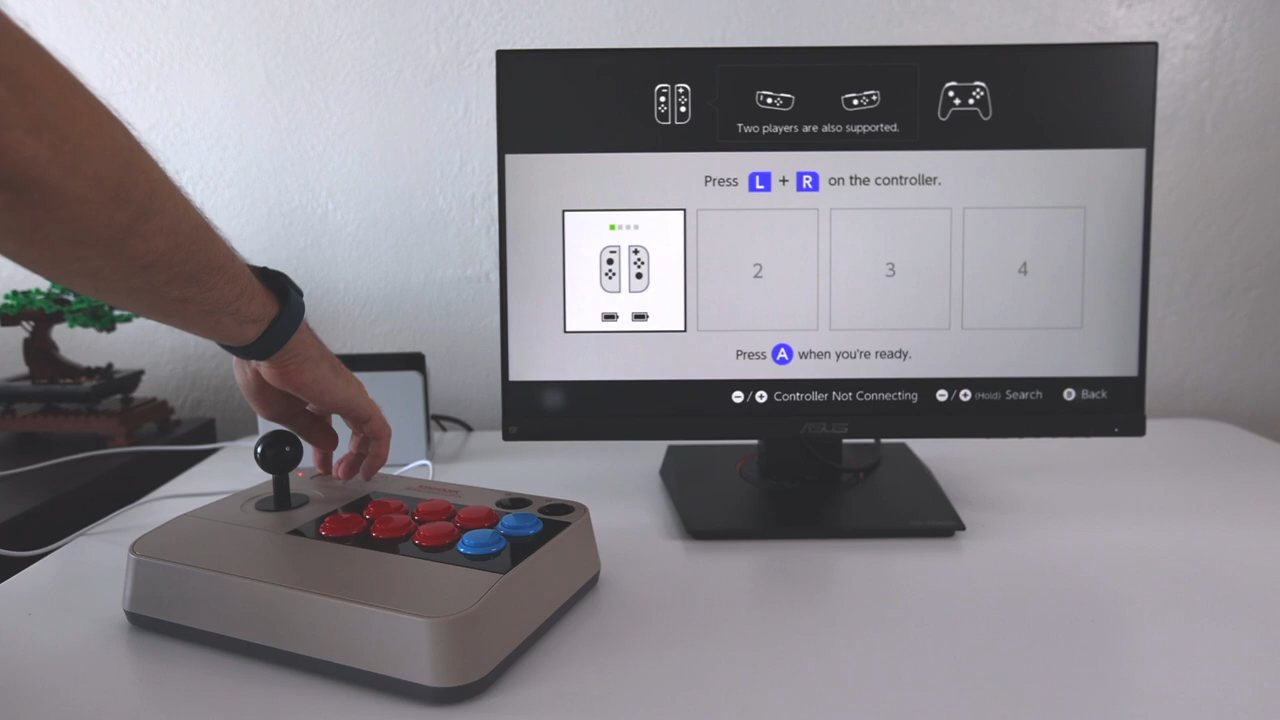 Two players are also supported.
Press L + R on the controller.
2
3
4
Press A when you're ready.
−/+ Controller Not Connecting −/+ (Hold) Search B Back
ASUS